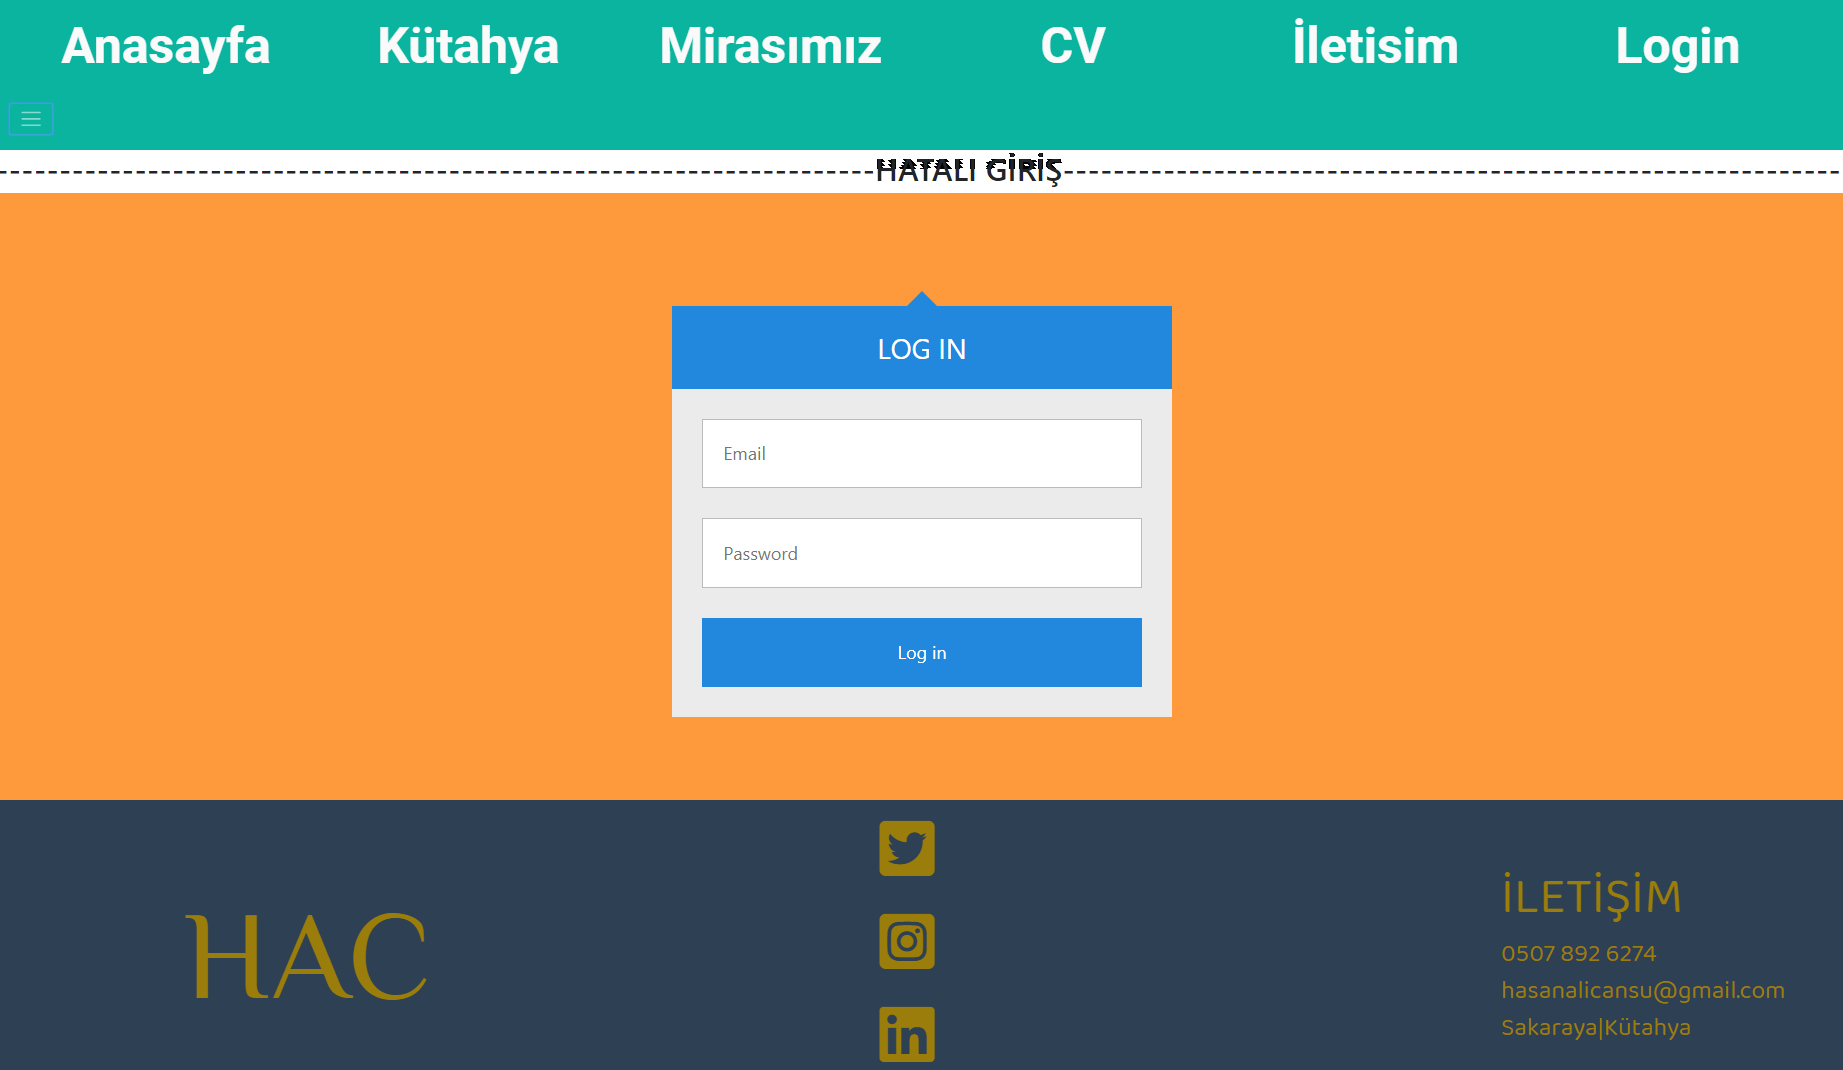 Anasayfa Kütahya Mirasımız CV İletisim Login
----------------------------------------------------------------------HATALI GİRİŞ--------------------------------------------------------------
LOG IN
Email
Password
Log in
HAC
İLETİŞİM
0507 892 6274
hasanalicansu@gmail.com
Sakaraya|Kütahya